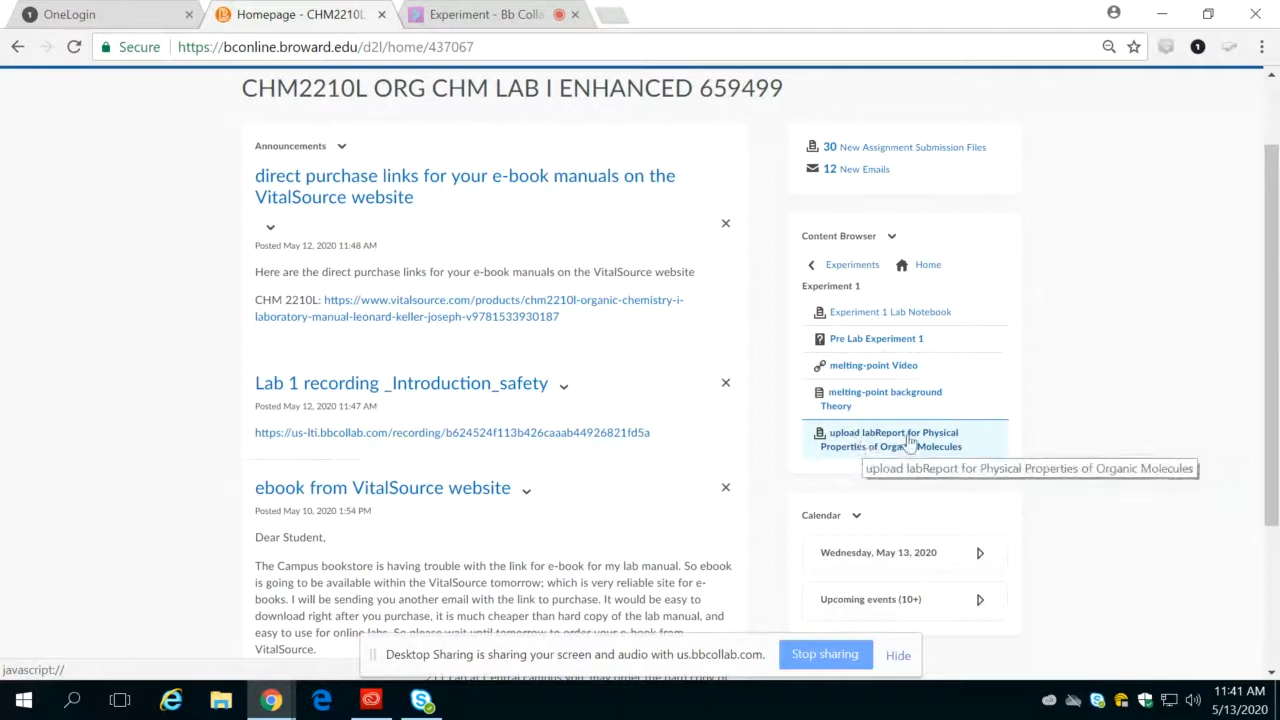 OneLogin
Homepage - CHM2210L
Experiment - Bb Colla
Secure
https://bconline.broward.edu/d2l/home/437067
CHM2210L ORG CHM LAB I ENHANCED 659499
Announcements
direct purchase links for your e-book manuals on the
VitalSource website
Posted May 12, 2020 11:48 AM
Here are the direct purchase links for your e-book manuals on the VitalSource website
CHM 2210L: https://www.vitalsource.com/products/chm2210l-organic-chemistry-i-
laboratory-manual-leonard-keller-joseph-v9781533930187
Lab 1 recording _Introduction_safety
Posted May 12, 2020 11:47 AM
https://us-lti.bbcollab.com/recording/b624524f113b426caaab44926821fd5a
ebook from VitalSource website
Posted May 10, 2020 1:54 PM
Dear Student,
The Campus bookstore is having trouble with the link for e-book for my lab manual. So ebook
is going to be available within the VitalSource tomorrow; which is very reliable site for e-
books. I will be sending you another email with the link to purchase. It would be easy to
download right after you purchase, it is much cheaper than hard copy of the lab manual, and
easy to use for online labs. So please wait until tomorrow to order your e-book from
VitalSource.
30 New Assignment Submission Files
12 New Emails
Content Browser
Experiments
Home
Experiment 1
Experiment 1 Lab Notebook
Pre Lab Experiment 1
melting-point Video
melting-point background
Theory
upload labReport for Physical
Properties of Organic Molecules
upload labReport for Physical Properties of Organic Molecules
Calendar
Wednesday, May 13, 2020
Upcoming events (10+)
Desktop Sharing is sharing your screen and audio with us.bbcollab.com.
Stop sharing
Hide
javascript://
11:41 AM
5/13/2020